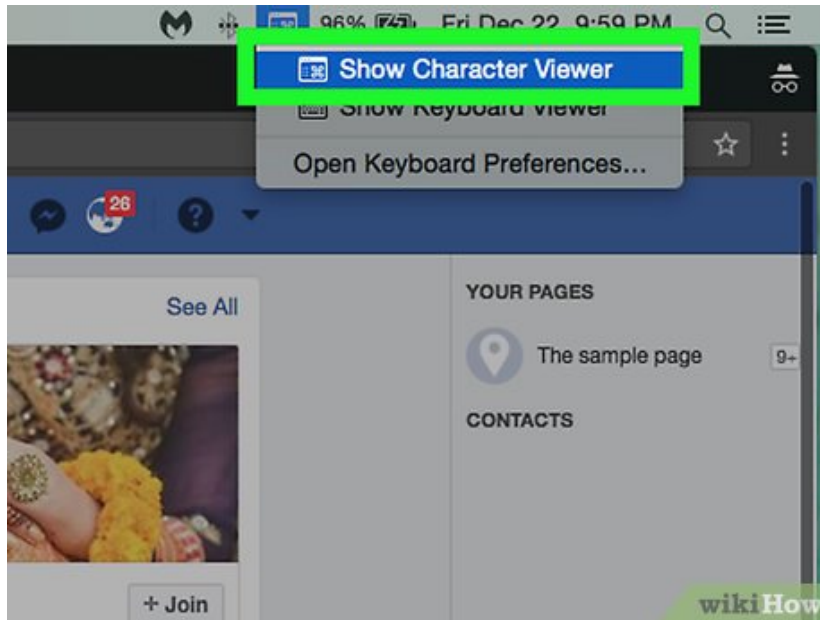 96% Fri Dec 22 9:59 PM
Show Character Viewer
Show Keyboard Viewer
Open Keyboard Preferences...
26
?
See All
YOUR PAGES
The sample page
9+
CONTACTS
+ Join
wikiHow